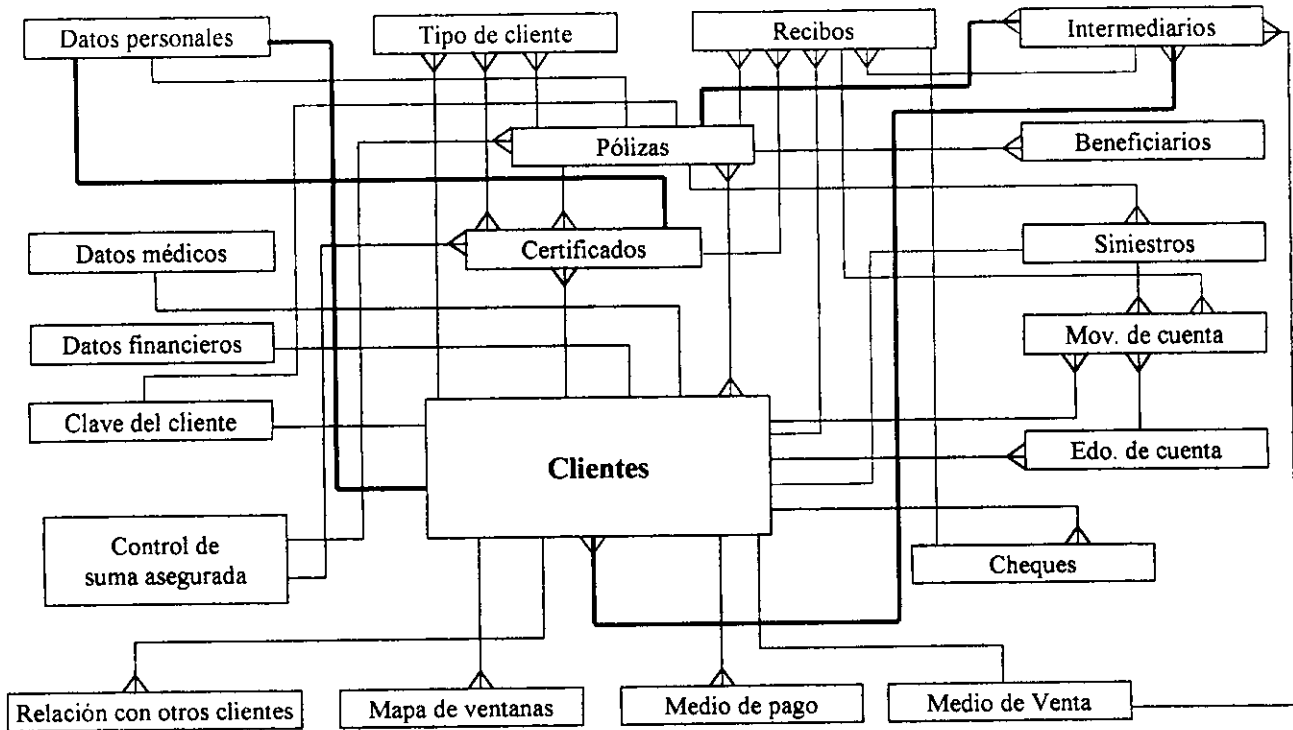 Datos personales
Tipo de cliente
Recibos
Intermediarios
Pólizas
Beneficiarios
Certificados
Siniestros
Datos médicos
Mov. de cuenta
Datos financieros
Clave del cliente
Clientes
Edo. de cuenta
Control de
suma asegurada
Cheques
Relación con otros clientes
Mapa de ventanas
Medio de pago
Medio de Venta